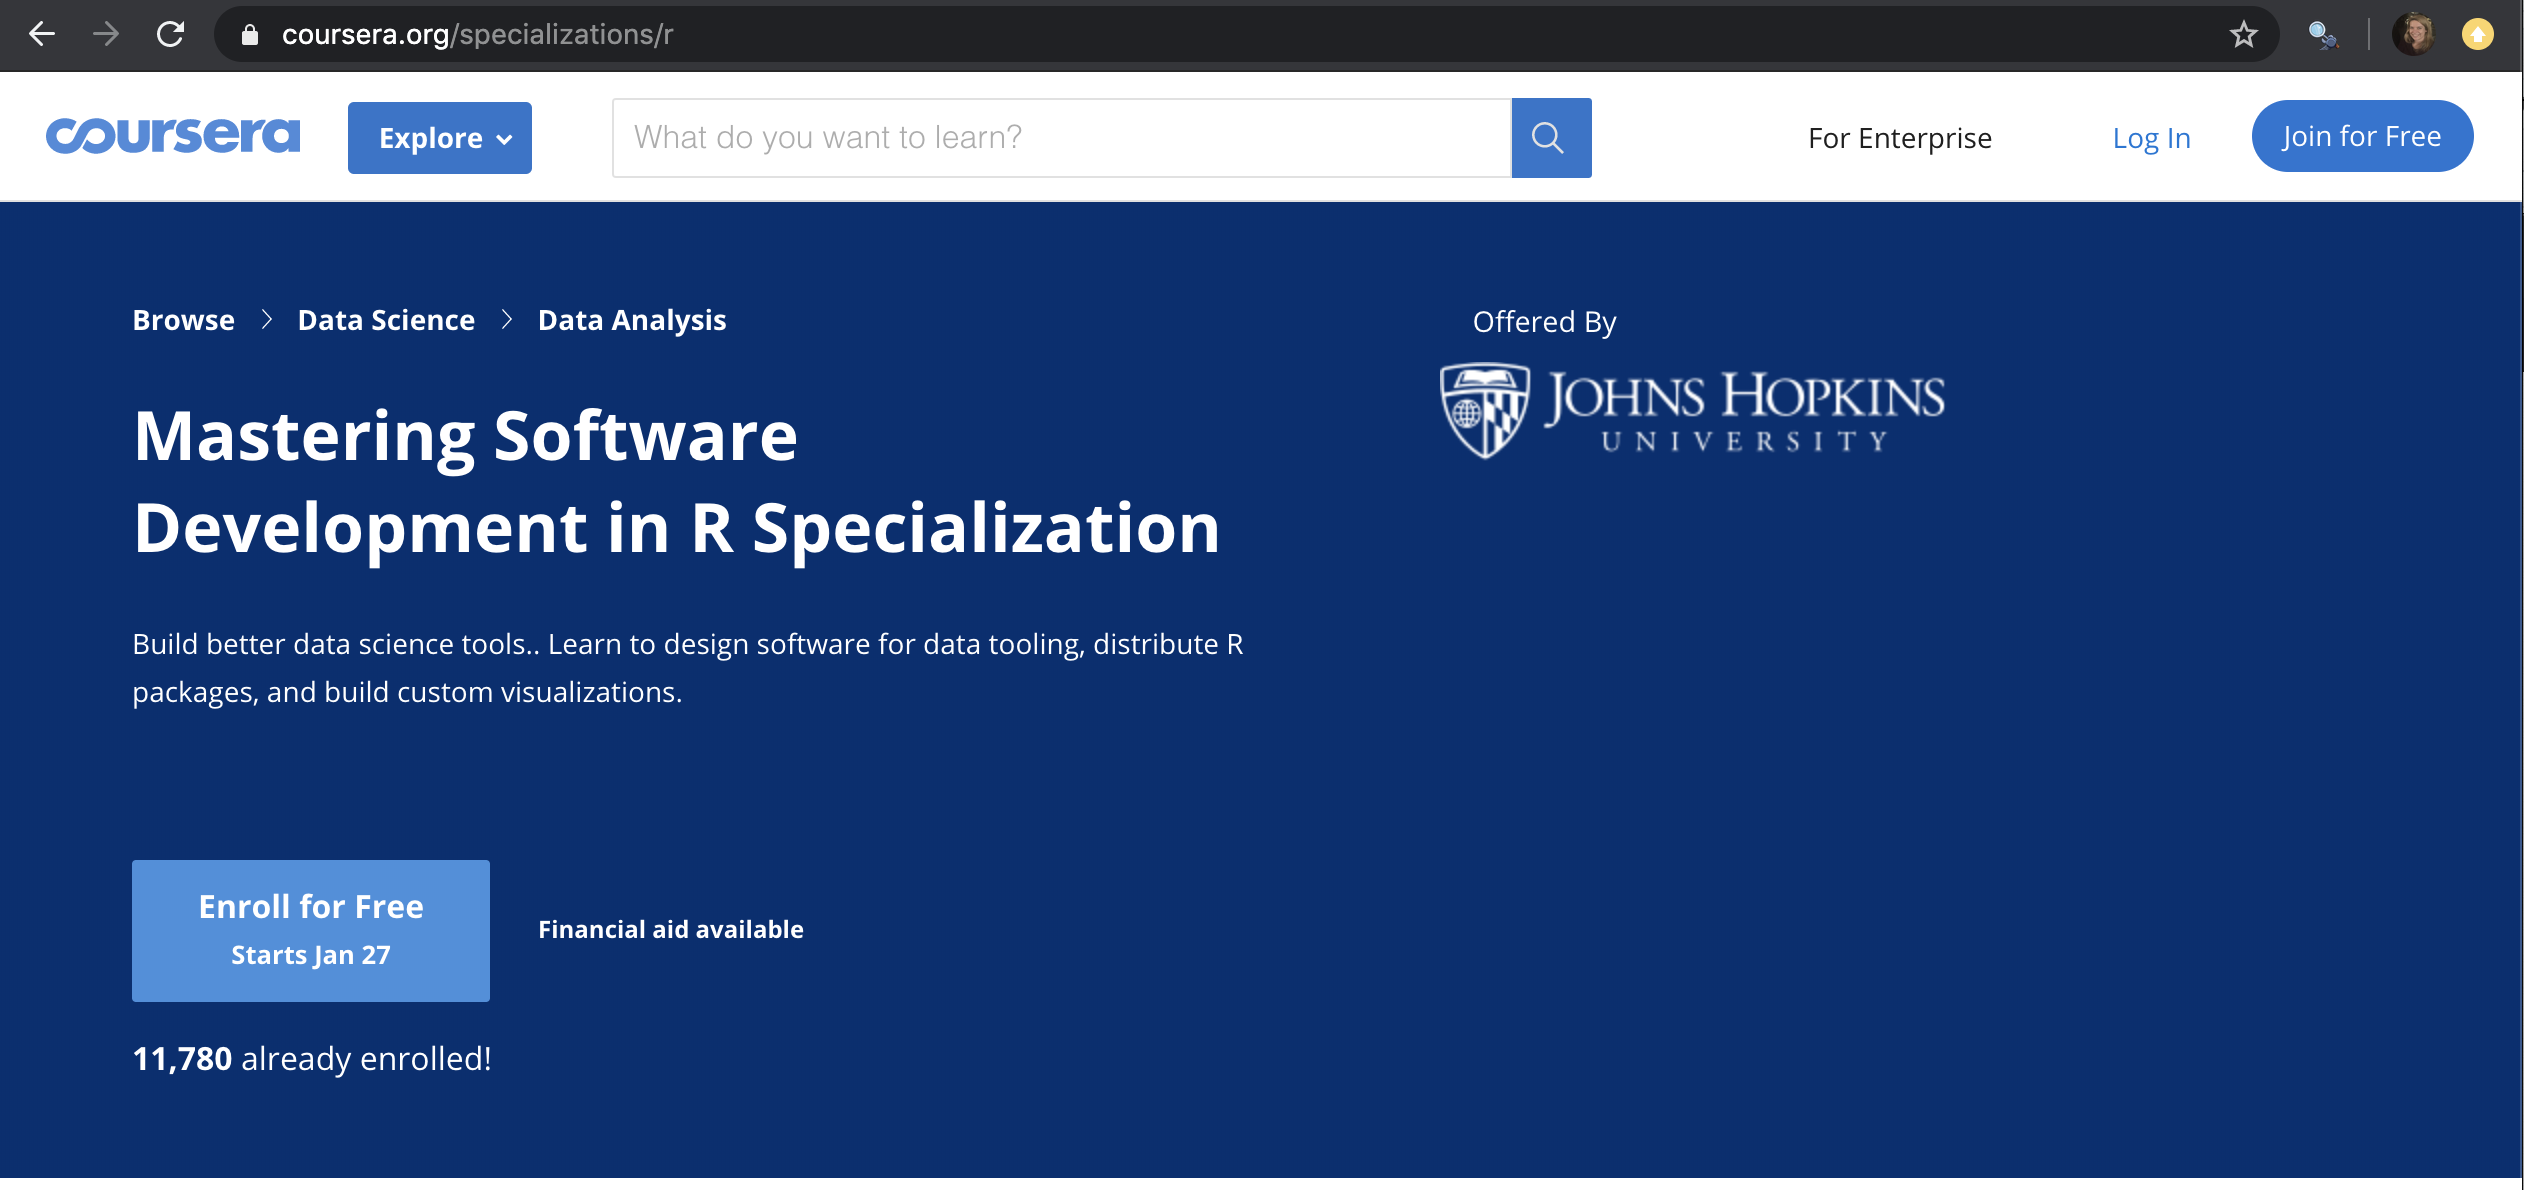 coursera.org/specializations/r
coursera
Explore
What do you want to learn?
For Enterprise
Log In
Join for Free
Browse > Data Science > Data Analysis
Offered By
JOHNS HOPKINS
UNIVERSITY
Mastering Software
Development in R Specialization
Build better data science tools.. Learn to design software for data tooling, distribute R
packages, and build custom visualizations.
Enroll for Free
Starts Jan 27
Financial aid available
11,780 already enrolled!